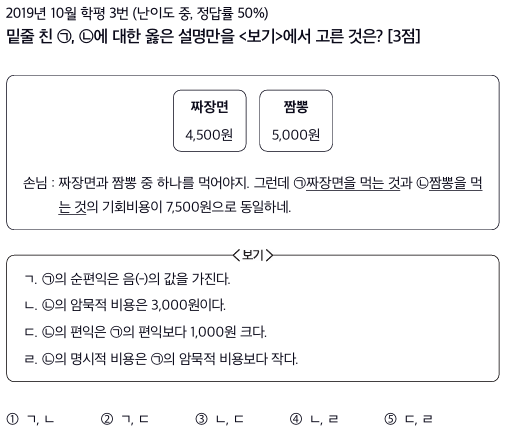 2019년 10월 학평 3번 (난이도 중, 정답률 50%)
밑줄 친 ㉠, ㉡에 대한 옳은 설명만을 <보기>에서 고른 것은? [3점]
짜장면 짬뽕
4,500원 5,000원
손님 : 짜장면과 짬뽕 중 하나를 먹어야지. 그런데 ㉠짜장면을 먹는 것과 ㉡짬뽕을 먹
는 것의 기회비용이 7,500원으로 동일하네.
<보기>
ㄱ. ㉠의 순편익은 음(-)의 값을 가진다.
ㄴ. ㉡의 암묵적 비용은 3,000원이다.
ㄷ. ㉡의 편익은 ㉠의 편익보다 1,000원 크다.
ㄹ. ㉡의 명시적 비용은 ㉠의 암묵적 비용보다 작다.
① ㄱ, ㄴ ② ㄱ, ㄷ ③ ㄴ, ㄷ ④ ㄴ, ㄹ ⑤ ㄷ, ㄹ